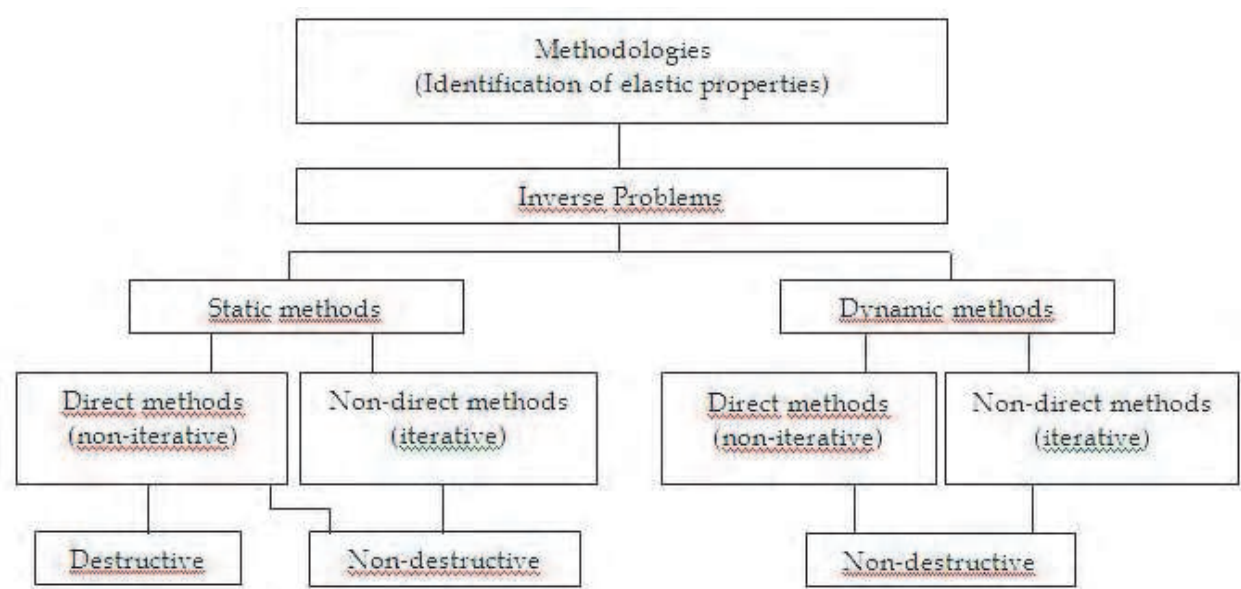 Methodologies
(Identification of elastic properties)
Inverse Problems
Static methods
Dynamic methods
Direct methods
(non-iterative)
Non-direct methods
(iterative)
Direct methods
(non-iterative)
Non-direct methods
(iterative)
Destructive
Non-destructive
Non-destructive